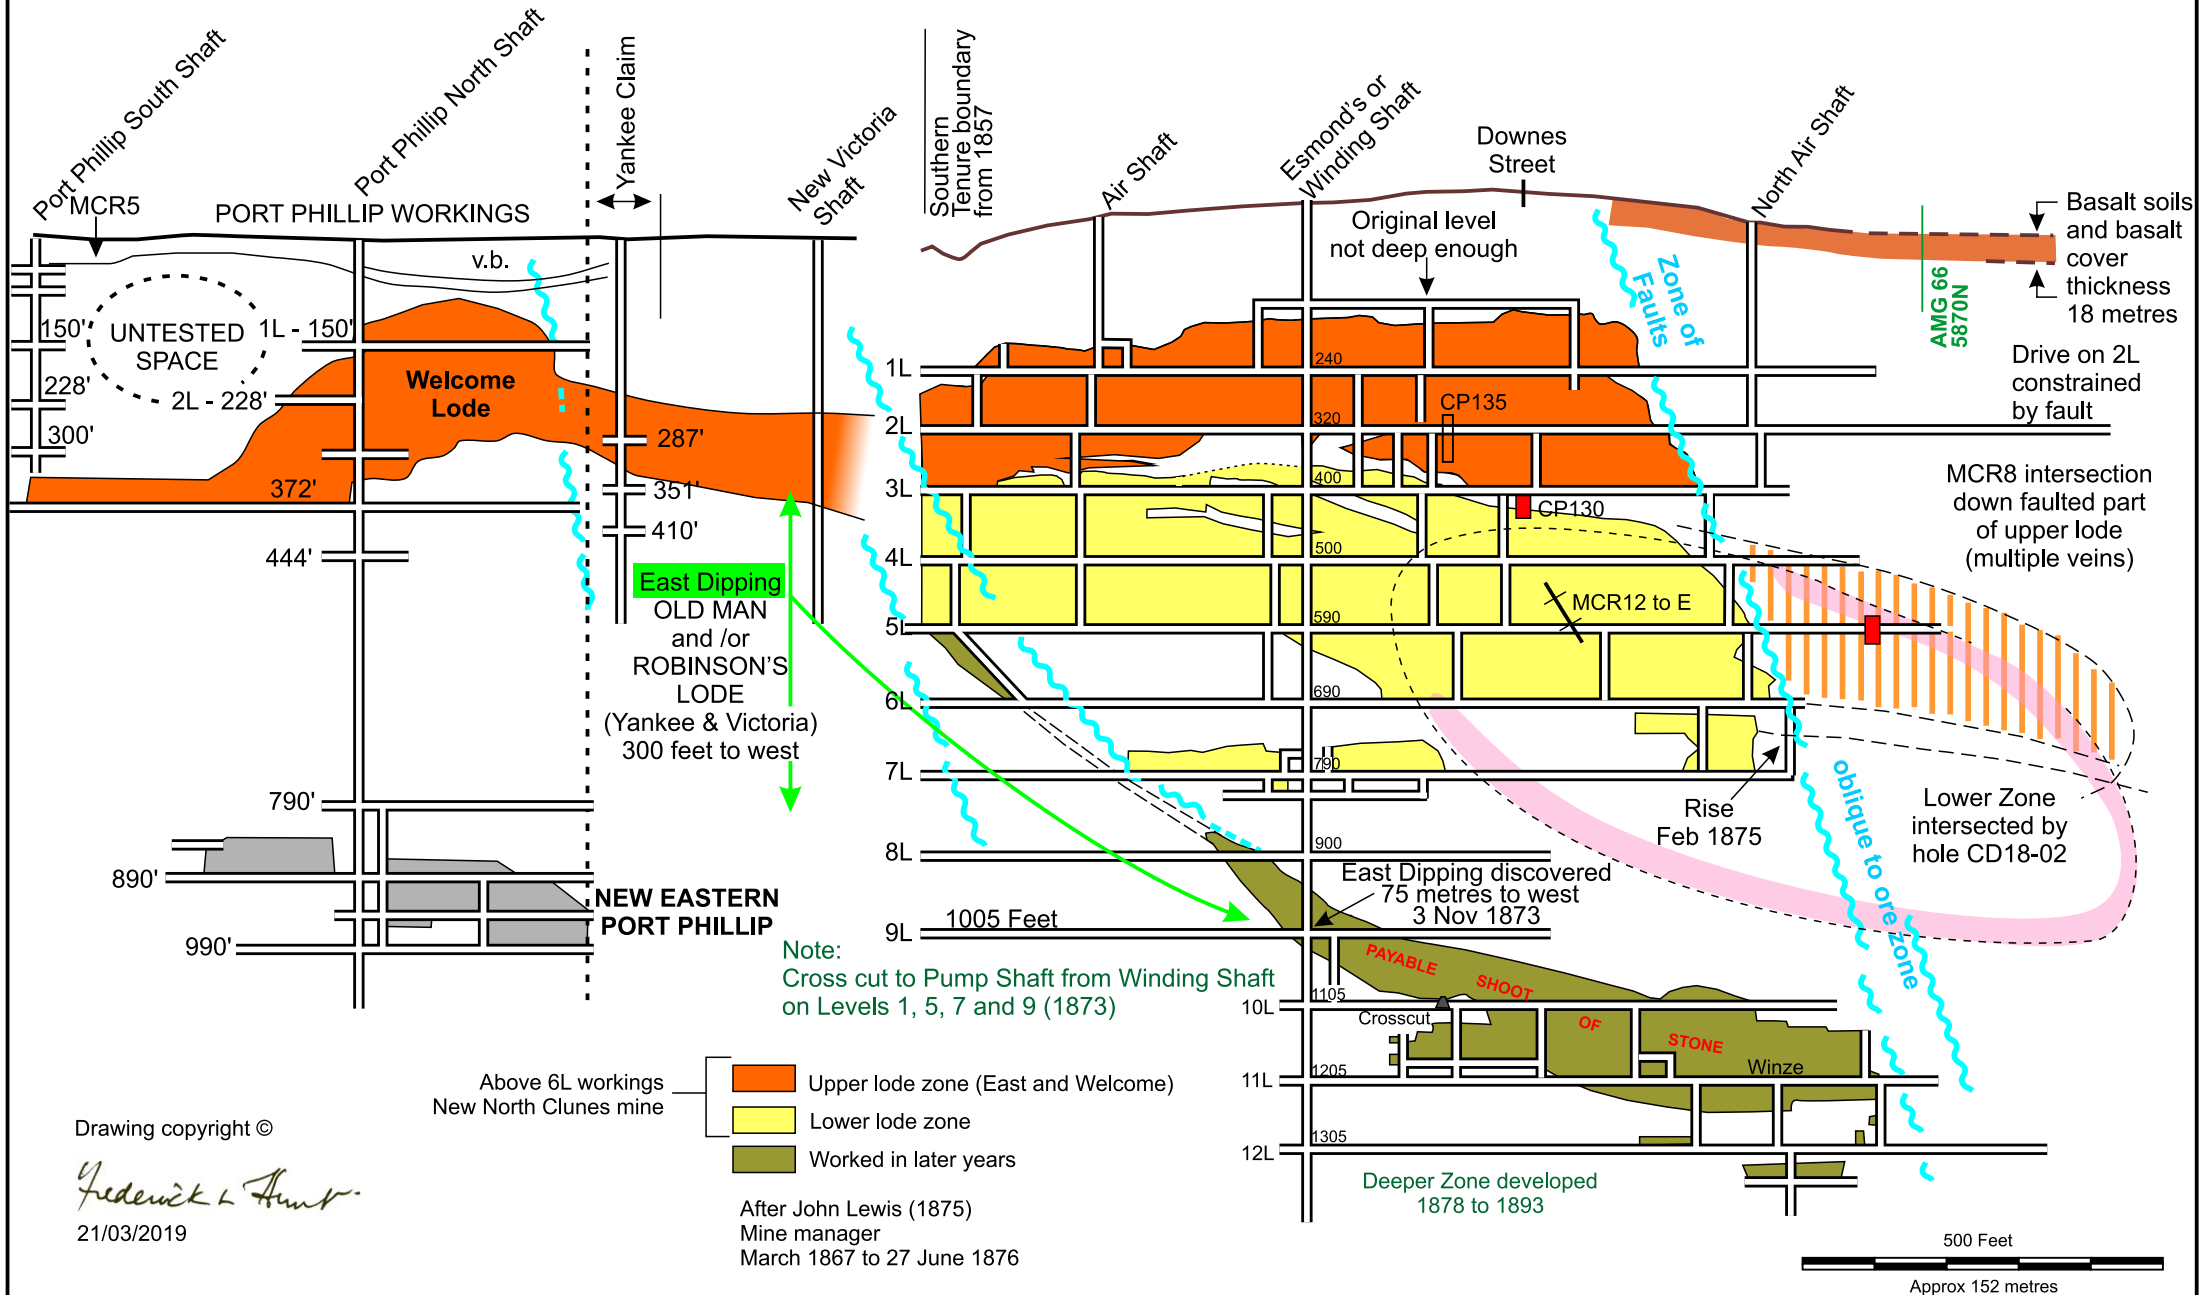 Port Phillip South Shaft
Port Phillip North Shaft
Yankee Claim
New Victoria
Shaft
Southern
Tenure boundary
from 1857
Air Shaft
Esmond's or
Winding Shaft
Downes
Street
North Air Shaft
MCR5
PORT PHILLIP WORKINGS
v.b.
Original level
not deep enough
Zone of
Faults
Basalt soils
and basalt
cover
thickness
18 metres
AMG 66
5870N
150'
UNTESTED
SPACE
1L - 150'
228'
2L - 228'
300'
372'
444'
Welcome
Lode
287'
351'
410'
1L
240
2L
320
CP135
3L
400
CP130
4L
500
5L
590
MCR12 to E
6L
690
7L
790
8L
900
9L
1005 Feet
10L
1105
11L
1205
12L
1305
Drive on 2L
constrained
by fault
MCR8 intersection
down faulted part
of upper lode
(multiple veins)
East Dipping
OLD MAN
and /or
ROBINSON'S
LODE
(Yankee & Victoria)
300 feet to west
790'
890'
990'
NEW EASTERN
PORT PHILLIP
Rise
Feb 1875
oblique to ore zone
Lower Zone
intersected by
hole CD18-02
East Dipping discovered
75 metres to west
3 Nov 1873
PAYABLE
SHOOT
OF
STONE
Crosscut
Winze
Note:
Cross cut to Pump Shaft from Winding Shaft
on Levels 1, 5, 7 and 9 (1873)
Above 6L workings
New North Clunes mine
Upper lode zone (East and Welcome)
Lower lode zone
Worked in later years
After John Lewis (1875)
Mine manager
March 1867 to 27 June 1876
Deeper Zone developed
1878 to 1893
Drawing copyright ©
Frederick L Hunt
21/03/2019
500 Feet
Approx 152 metres